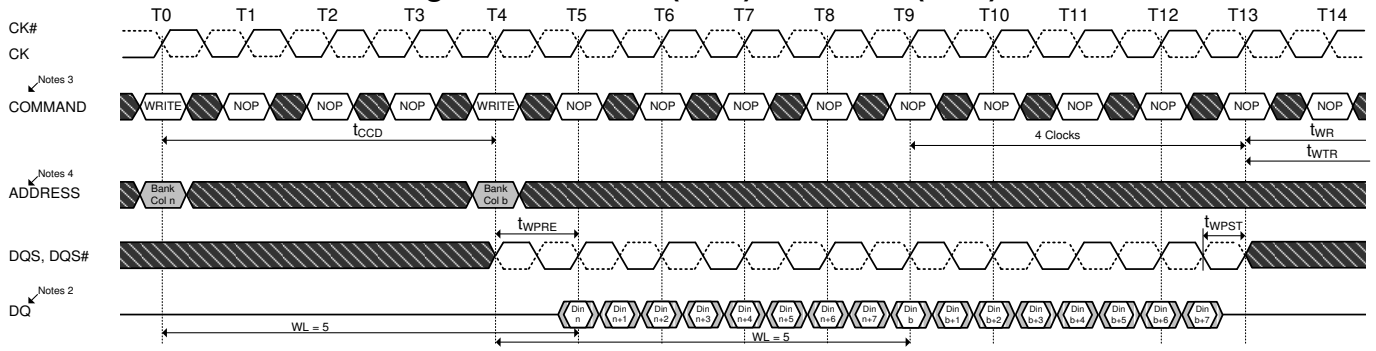 T0 T1 T2 T3 T4 T5 T6 T7 T8 T9 T10 T11 T12 T13 T14
CK#
CK
Notes 3
COMMAND WRITE NOP NOP NOP WRITE NOP NOP NOP NOP NOP NOP NOP NOP NOP NOP
tCCD 4 Clocks tWR
tWTR
Notes 4
ADDRESS Bank Col n Bank Col b
tWPRE tWPST
DQS, DQS#
Notes 2
DQ Din n Din n+1 Din n+2 Din n+3 Din n+4 Din n+5 Din n+6 Din n+7 Din b Din b+1 Din b+2 Din b+3 Din b+4 Din b+5 Din b+6 Din b+7
WL = 5 WL = 5